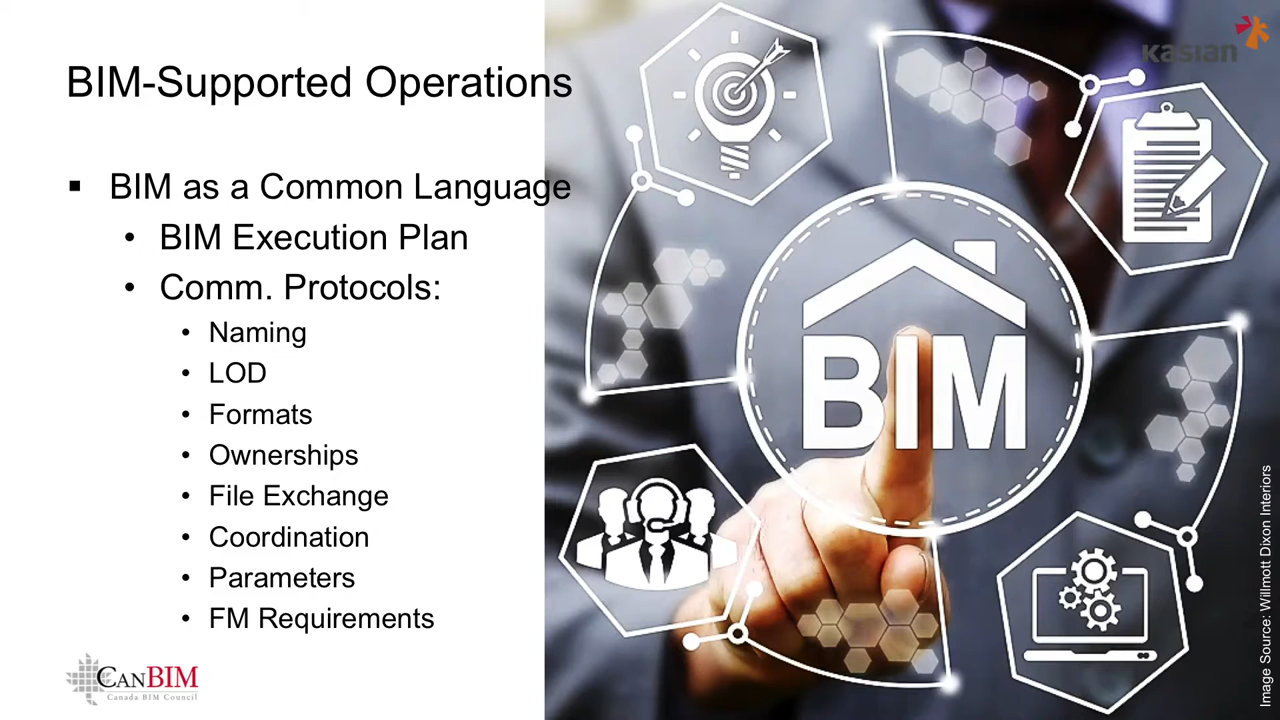 BIM-Supported Operations
▪ BIM as a Common Language
• BIM Execution Plan
• Comm. Protocols:
• Naming
• LOD
• Formats
• Ownerships
• File Exchange
• Coordination
• Parameters
• FM Requirements
CanBIM
Canada BIM Council
Kasian
BIM
Image Source: Willmott Dixon Interiors